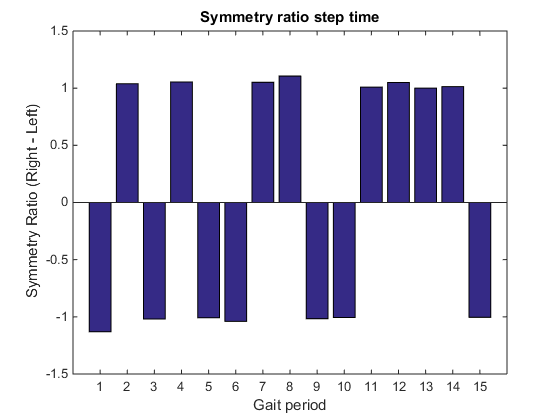 Symmetry ratio step time
1.5
1
0.5
0
-0.5
-1
-1.5
Symmetry Ratio (Right - Left)
1 2 3 4 5 6 7 8 9 10 11 12 13 14 15
Gait period